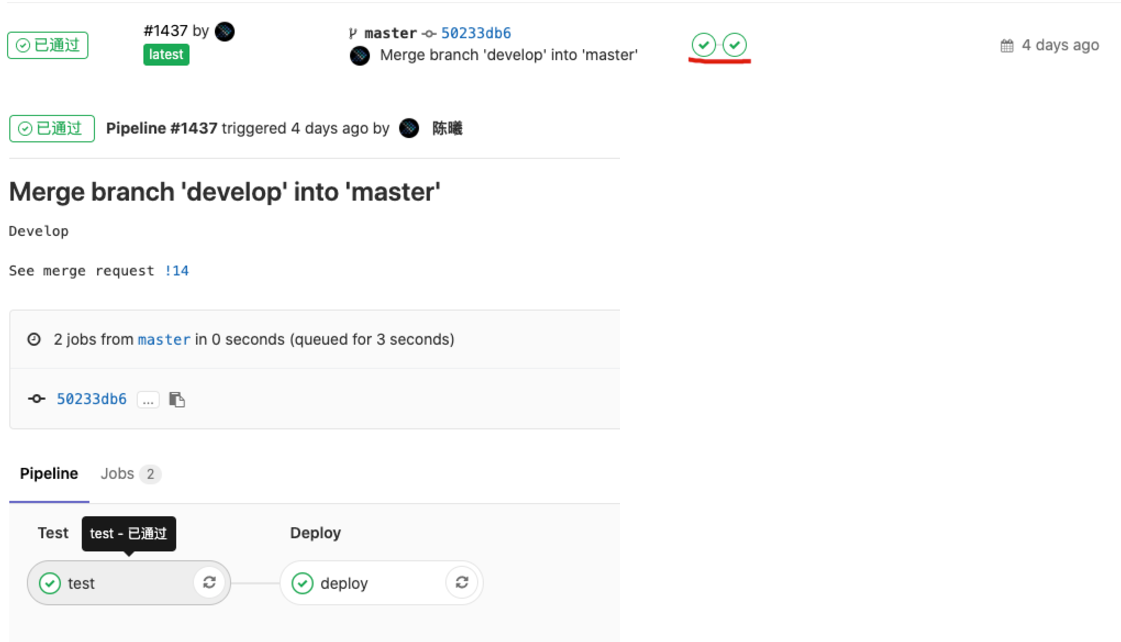 已通过
#1437 by
latest
master 50233db6
Merge branch 'develop' into 'master'
4 days ago
已通过 Pipeline #1437 triggered 4 days ago by 陈曦
Merge branch 'develop' into 'master'
Develop
See merge request !14
2 jobs from master in 0 seconds (queued for 3 seconds)
50233db6 ...
Pipeline Jobs 2
Test test - 已通过 Deploy
test deploy